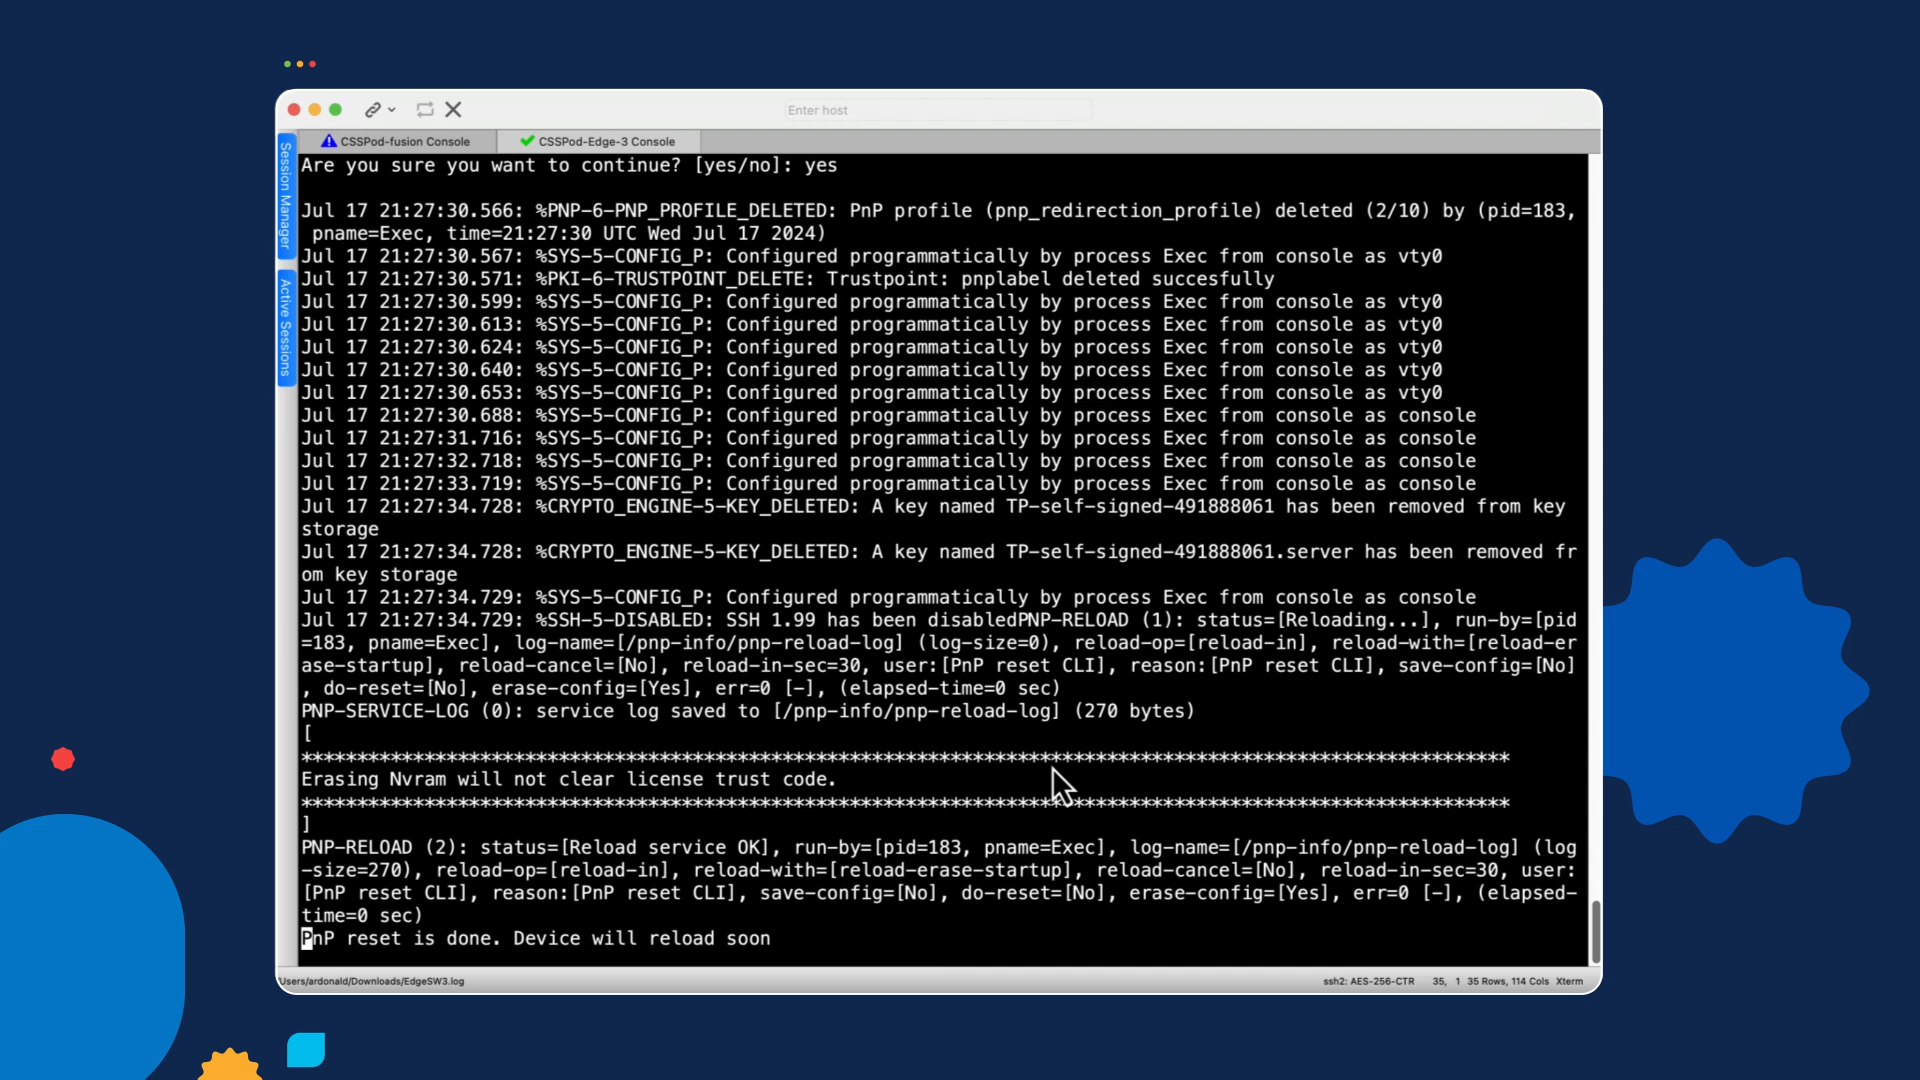 Enter host
CSSPod-fusion Console
CSSPod-Edge-3 Console
Session Manager
Active Sessions
Are you sure you want to continue? [yes/no]: yes
Jul 17 21:27:30.566: %PNP-6-PNP_PROFILE_DELETED: PnP profile (pnp_redirection_profile) deleted (2/10) by (pid=183,
pname=Exec, time=21:27:30 UTC Wed Jul 17 2024)
Jul 17 21:27:30.567: %SYS-5-CONFIG_P: Configured programmatically by process Exec from console as vty0
Jul 17 21:27:30.571: %PKI-6-TRUSTPOINT_DELETE: Trustpoint: pnplabel deleted succesfully
Jul 17 21:27:30.599: %SYS-5-CONFIG_P: Configured programmatically by process Exec from console as vty0
Jul 17 21:27:30.613: %SYS-5-CONFIG_P: Configured programmatically by process Exec from console as vty0
Jul 17 21:27:30.624: %SYS-5-CONFIG_P: Configured programmatically by process Exec from console as vty0
Jul 17 21:27:30.640: %SYS-5-CONFIG_P: Configured programmatically by process Exec from console as vty0
Jul 17 21:27:30.653: %SYS-5-CONFIG_P: Configured programmatically by process Exec from console as vty0
Jul 17 21:27:30.688: %SYS-5-CONFIG_P: Configured programmatically by process Exec from console as console
Jul 17 21:27:31.716: %SYS-5-CONFIG_P: Configured programmatically by process Exec from console as console
Jul 17 21:27:32.718: %SYS-5-CONFIG_P: Configured programmatically by process Exec from console as console
Jul 17 21:27:33.719: %SYS-5-CONFIG_P: Configured programmatically by process Exec from console as console
Jul 17 21:27:34.728: %CRYPTO_ENGINE-5-KEY_DELETED: A key named TP-self-signed-491888061 has been removed from key
storage
Jul 17 21:27:34.728: %CRYPTO_ENGINE-5-KEY_DELETED: A key named TP-self-signed-491888061.server has been removed fr
om key storage
Jul 17 21:27:34.729: %SYS-5-CONFIG_P: Configured programmatically by process Exec from console as console
Jul 17 21:27:34.729: %SSH-5-DISABLED: SSH 1.99 has been disabledPNP-RELOAD (1): status=[Reloading...], run-by=[pid
=183, pname=Exec], log-name=[/pnp-info/pnp-reload-log] (log-size=0), reload-op=[reload-in], reload-with=[reload-er
ase-startup], reload-cancel=[No], reload-in-sec=30, user:[PnP reset CLI], reason:[PnP reset CLI], save-config=[No]
, do-reset=[No], erase-config=[Yes], err=0 [-], (elapsed-time=0 sec)
PNP-SERVICE-LOG (0): service log saved to [/pnp-info/pnp-reload-log] (270 bytes)
[
************************************************************************************************************
Erasing Nvram will not clear license trust code.
************************************************************************************************************
]
PNP-RELOAD (2): status=[Reload service OK], run-by=[pid=183, pname=Exec], log-name=[/pnp-info/pnp-reload-log] (log
-size=270), reload-op=[reload-in], reload-with=[reload-erase-startup], reload-cancel=[No], reload-in-sec=30, user:
[PnP reset CLI], reason:[PnP reset CLI], save-config=[No], do-reset=[No], erase-config=[Yes], err=0 [-], (elapsed-
time=0 sec)
PnP reset is done. Device will reload soon
Users/ardonald/Downloads/EdgeSW3.log
ssh2: AES-256-CTR 35, 1 35 Rows, 114 Cols Xterm